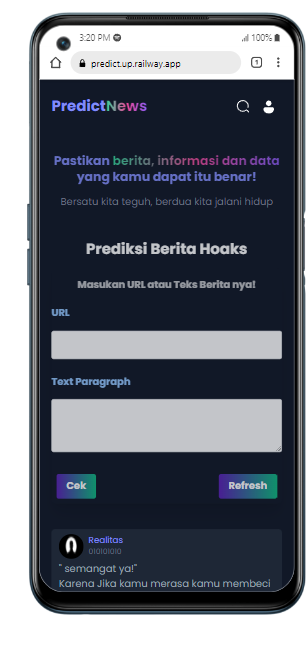 3:20 PM
100%
predict.up.railway.app
1
PredictNews
Pastikan berita, informasi dan data
yang kamu dapat itu benar!
Bersatu kita teguh, berdua kita jalani hidup
Prediksi Berita Hoaks
Masukan URL atau Teks Berita nya!
URL
Text Paragraph
Cek Refresh
Realitas
01010101O
" semangat ya!"
Karena Jika kamu merasa kamu membeci